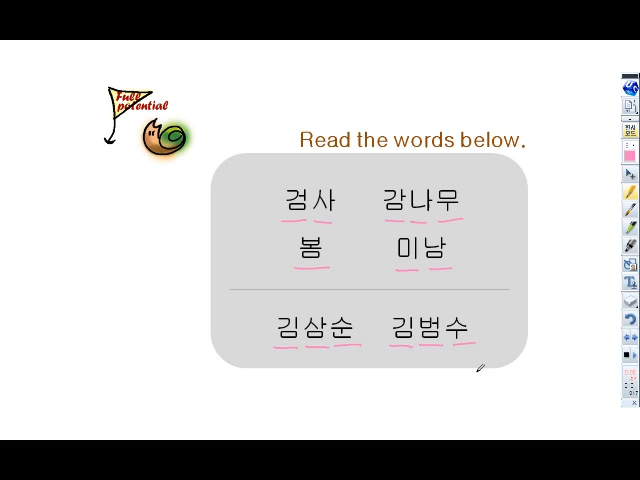 Full
potential
Read the words below.
검사 감나무
봄 미남
김삼순 김범수